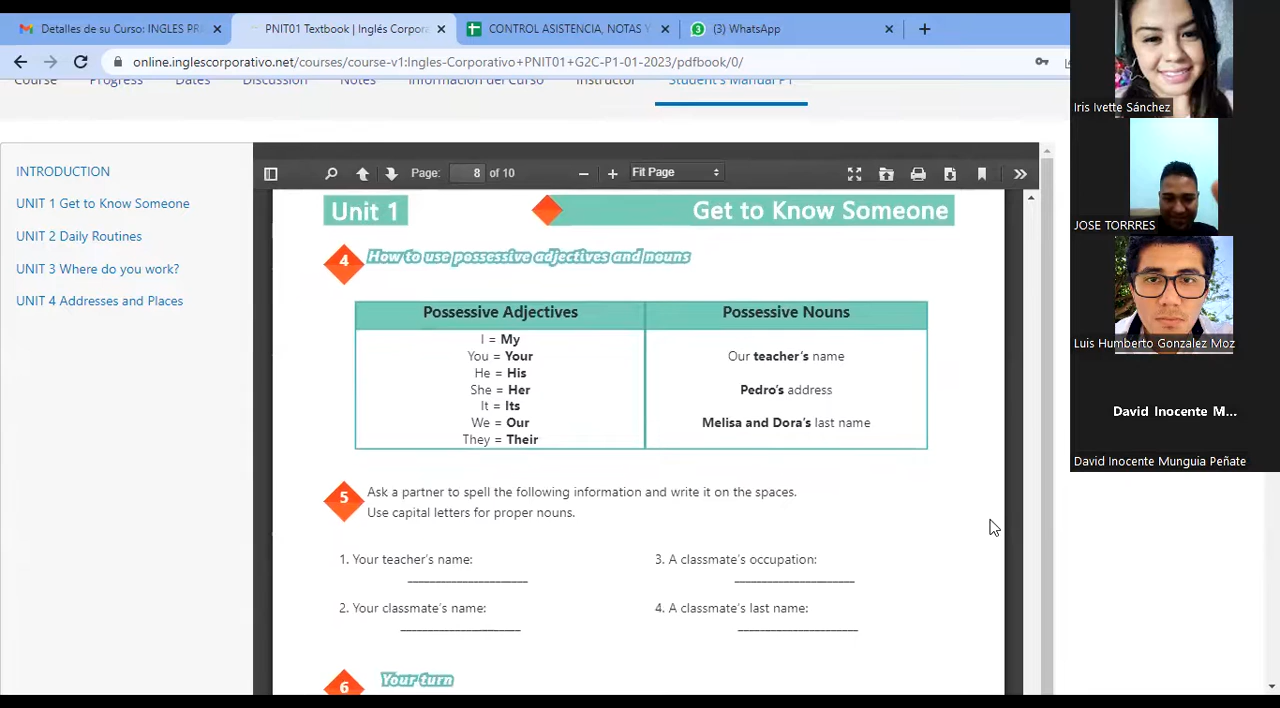 Detalles de su Curso: INGLES PR
PNIT01 Textbook | Inglés Corpora
CONTROL ASISTENCIA, NOTAS Y
(3) WhatsApp
online.inglescorporativo.net/courses/course-v1:Ingles-Corporativo+PNIT01+G2C-P1-01-2023/pdfbook/0/
Course Progress Dates Discussion Notes Información del Curso Instructor Student's Manual P1
INTRODUCTION
UNIT 1 Get to Know Someone
UNIT 2 Daily Routines
UNIT 3 Where do you work?
UNIT 4 Addresses and Places
Page: 8 of 10 Fit Page
Unit 1 Get to Know Someone
4 How to use possessive adjectives and nouns
Possessive Adjectives
I = My
You = Your
He = His
She = Her
It = Its
We = Our
They = Their
Possessive Nouns
Our teacher's name
Pedro's address
Melisa and Dora's last name
5 Ask a partner to spell the following information and write it on the spaces.
Use capital letters for proper nouns.
1. Your teacher's name:
2. Your classmate's name:
3. A classmate's occupation:
4. A classmate's last name:
6 Your turn
Iris Ivette Sánchez
JOSE TORRRES
Luis Humberto Gonzalez Moz
David Inocente M...
David Inocente Munguia Peñate